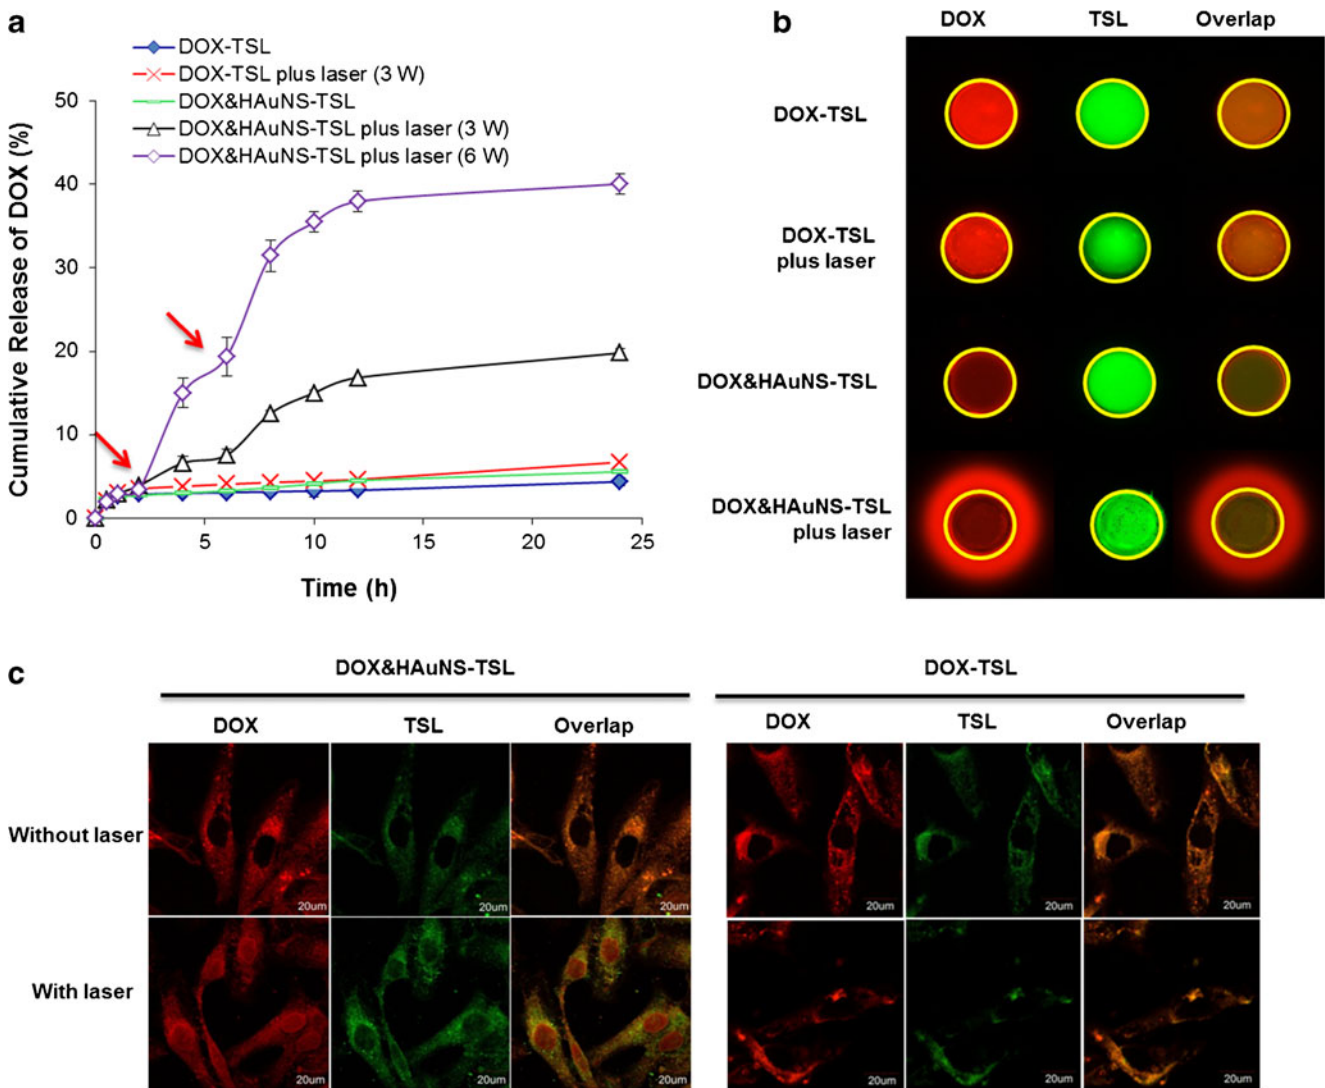 a
DOX-TSL
DOX-TSL plus laser (3 W)
DOX&HAuNS-TSL
DOX&HAuNS-TSL plus laser (3 W)
DOX&HAuNS-TSL plus laser (6 W)
Cumulative Release of DOX (%)
50
40
30
20
10
0
0 5 10 15 20 25
Time (h)
b
DOX TSL Overlap
DOX-TSL
DOX-TSL
plus laser
DOX&HAuNS-TSL
DOX&HAuNS-TSL
plus laser
c
DOX&HAuNS-TSL DOX-TSL
DOX TSL Overlap DOX TSL Overlap
Without laser
20um 20um 20um 20um 20um 20um
With laser
20um 20um 20um 20um 20um 20um